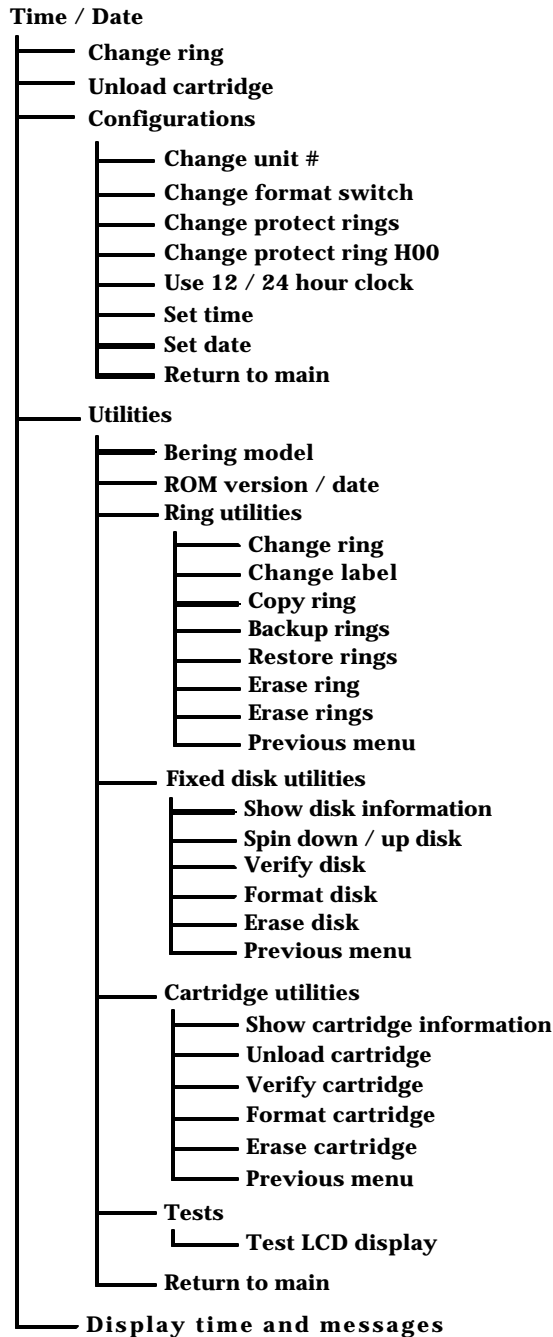 Time / Date
Change ring
Unload cartridge
Configurations
Change unit #
Change format switch
Change protect rings
Change protect ring H00
Use 12 / 24 hour clock
Set time
Set date
Return to main
Utilities
Bering model
ROM version / date
Ring utilities
Change ring
Change label
Copy ring
Backup rings
Restore rings
Erase ring
Erase rings
Previous menu
Fixed disk utilities
Show disk information
Spin down / up disk
Verify disk
Format disk
Erase disk
Previous menu
Cartridge utilities
Show cartridge information
Unload cartridge
Verify cartridge
Format cartridge
Erase cartridge
Previous menu
Tests
Test LCD display
Return to main
Display time and messages